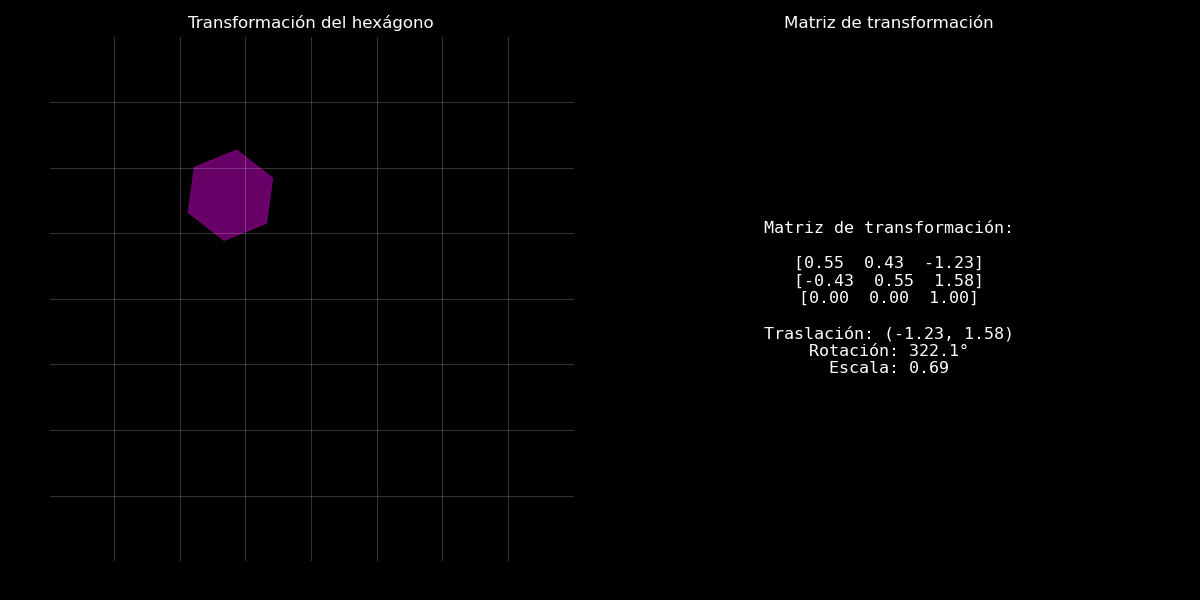 Transformación del hexágono
Matriz de transformación
Matriz de transformación:
[0.55  0.43  -1.23]
[-0.43  0.55  1.58]
[0.00  0.00  1.00]
Traslación: (-1.23, 1.58)
Rotación: 322.1°
Escala: 0.69